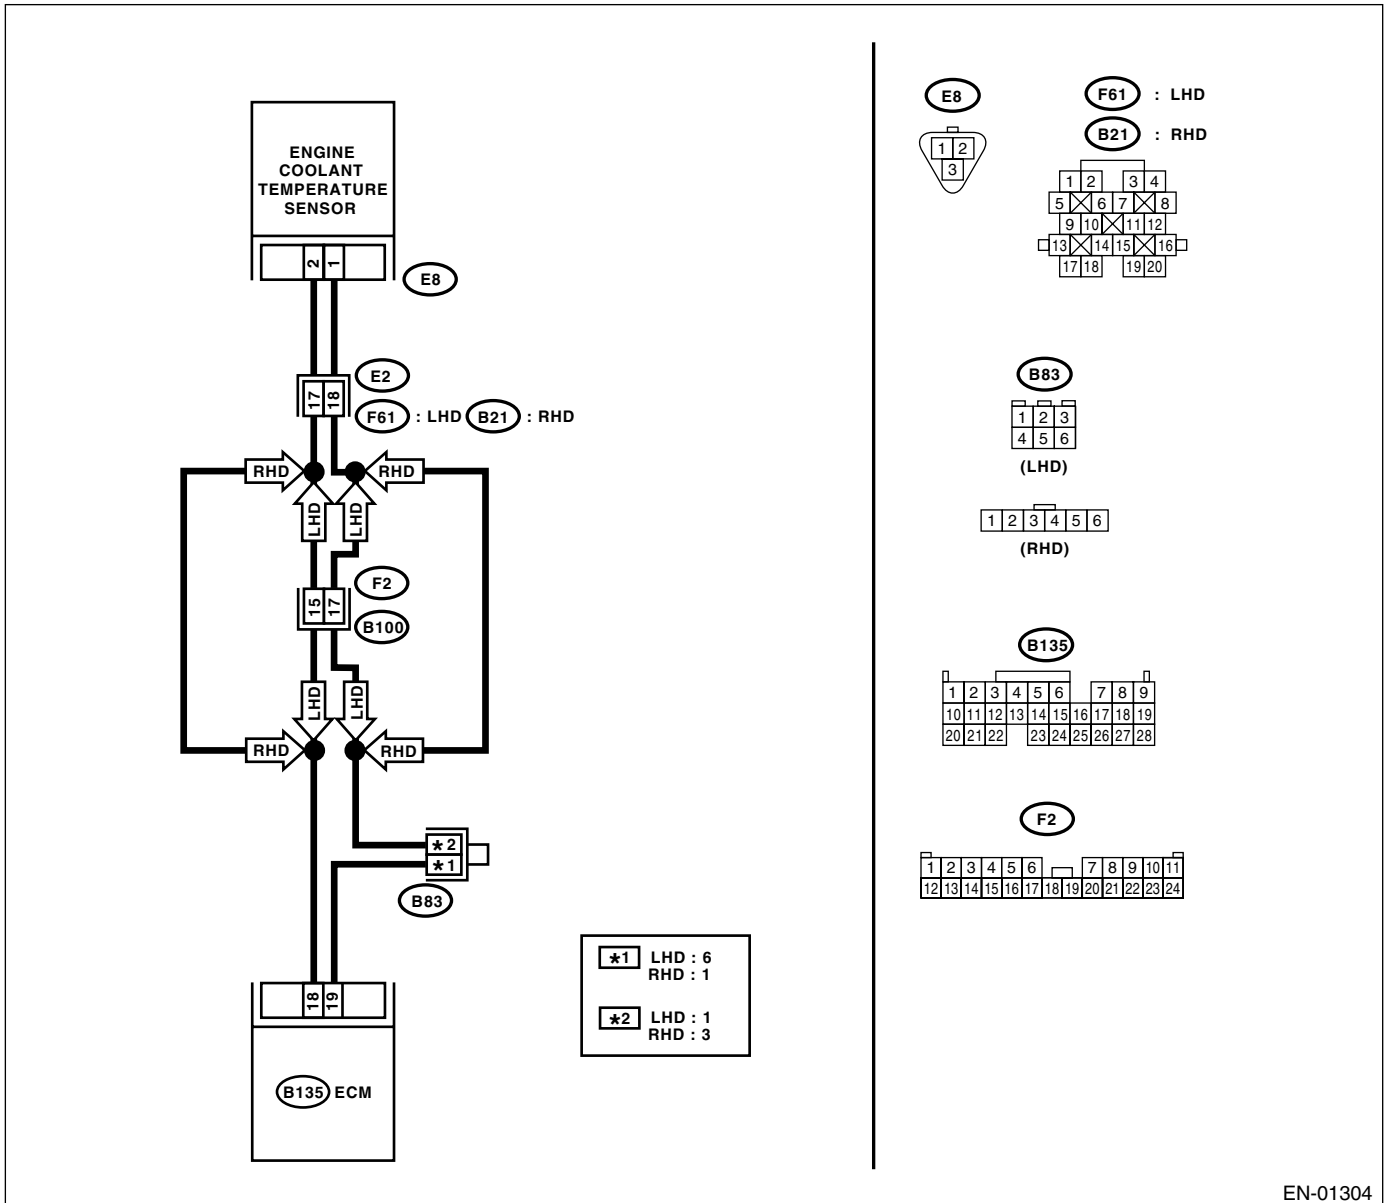 ENGINE
COOLANT
TEMPERATURE
SENSOR
2 1
E8
E2
17 18
F61 : LHD B21 : RHD
RHD RHD
LHD LHD
F2
15 17
B100
LHD LHD
RHD RHD
*2
*1
B83
18 19
B135 ECM
*1 LHD : 6
RHD : 1
*2 LHD : 1
RHD : 3
E8
1 2
3
F61 : LHD
B21 : RHD
1 2 3 4
5 6 7 8
9 10 11 12
13 14 15 16
17 18 19 20
B83
1 2 3
4 5 6
(LHD)
1 2 3 4 5 6
(RHD)
B135
1 2 3 4 5 6 7 8 9
10 11 12 13 14 15 16 17 18 19
20 21 22 23 24 25 26 27 28
F2
1 2 3 4 5 6 7 8 9 10 11
12 13 14 15 16 17 18 19 20 21 22 23 24
EN-01304